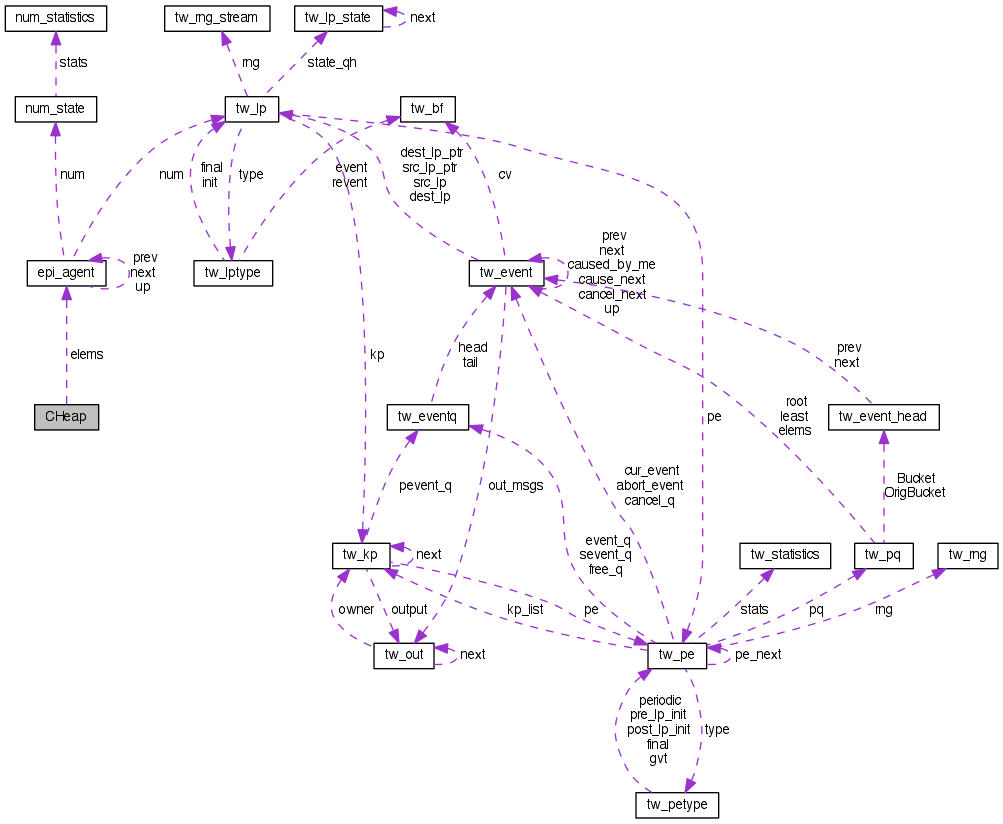 num_statistics
tw_rng_stream
tw_lp_state
next
stats
rng
state_qh
num_state
tw_lp
tw_bf
num
num
final
init
type
event
revent
dest_lp_ptr
src_lp_ptr
src_lp
dest_lp
cv
epi_agent
prev
next
up
tw_lptype
tw_event
prev
next
caused_by_me
cause_next
cancel_next
up
elems
kp
head
tail
prev
next
CHeap
tw_eventq
root
least
elems
pe
tw_event_head
pevent_q
out_msgs
cur_event
abort_event
cancel_q
Bucket
OrigBucket
event_q
sevent_q
free_q
tw_kp
next
tw_statistics
tw_pq
tw_rng
owner
output
kp_list
pe
stats
pq
rng
tw_out
next
tw_pe
pe_next
periodic
pre_lp_init
post_lp_init
final
gvt
type
tw_petype